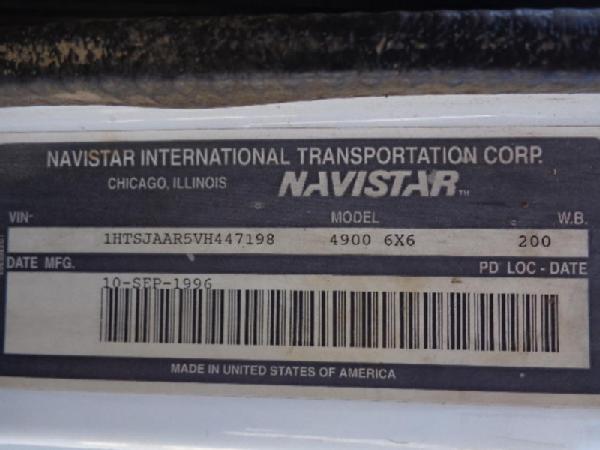 NAVISTAR INTERNATIONAL TRANSPORTATION CORP.
CHICAGO, ILLINOIS NAVISTAR TM
VIN MODEL W.B.
1HTSJAAR5VH447198 4900 6X6 200
DATE MFG. PD LOC - DATE
10-SEP-1996
MADE IN UNITED STATES OF AMERICA